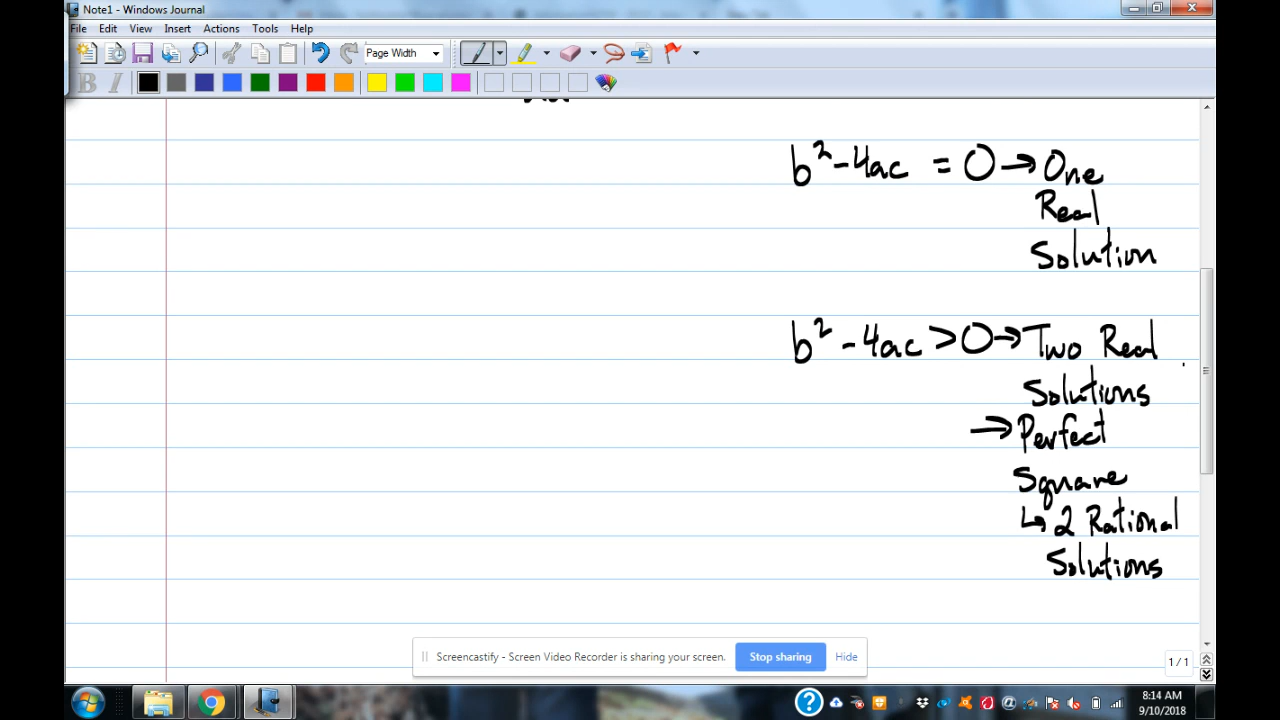 Note1 - Windows Journal
File Edit View Insert Actions Tools Help
Page Width
B I
b²-4ac = 0 → One
Real
Solution
b² - 4ac > 0 → Two Real
Solutions
→ Perfect
Square
↳ 2 Rational
Solutions
Screencastify - Screen Video Recorder is sharing your screen. Stop sharing Hide
1 / 1
8:14 AM
9/10/2018